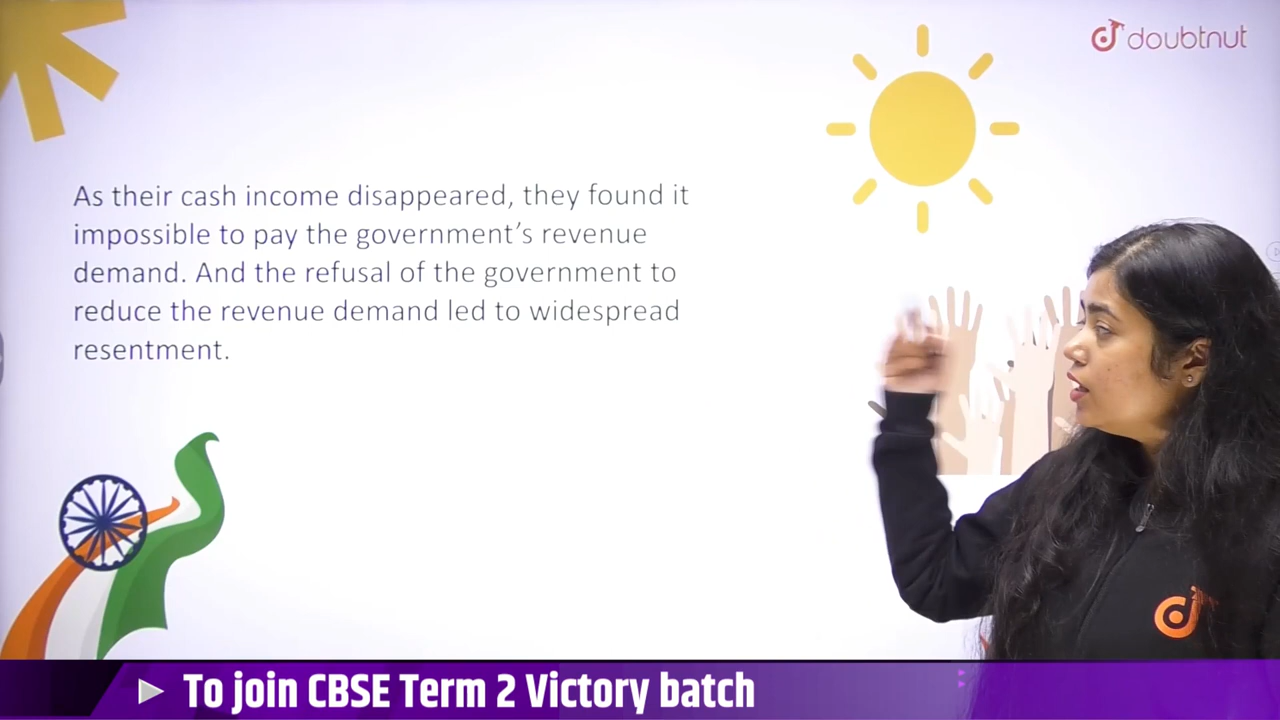 doubtnut
As their cash income disappeared, they found it
impossible to pay the government's revenue
demand. And the refusal of the government to
reduce the revenue demand led to widespread
resentment.
To join CBSE Term 2 Victory batch